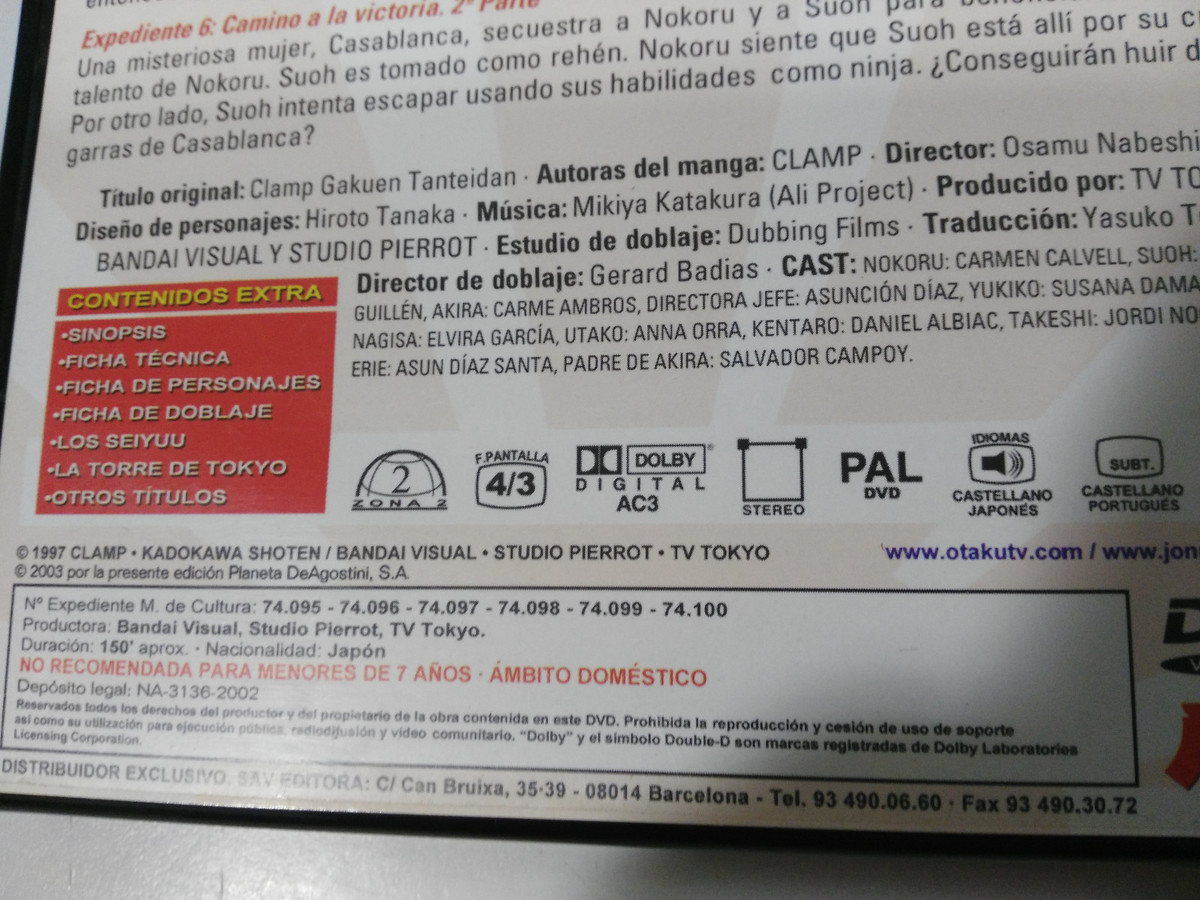 Expediente 6: Camino a la victoria. 2ª Parte
Una misteriosa mujer, Casablanca, secuestra a Nokoru y a Suoh para
talento de Nokoru. Suoh es tomado como rehén. Nokoru siente que Suoh está allí por su
Por otro lado, Suoh intenta escapar usando sus habilidades como ninja. ¿Conseguirán huir d
garras de Casablanca?
Título original: Clamp Gakuen Tanteidan · Autoras del manga: CLAMP · Director: Osamu Nabeshi
Diseño de personajes: Hiroto Tanaka · Música: Mikiya Katakura (Ali Project) · Producido por: TV TO
BANDAI VISUAL Y STUDIO PIERROT · Estudio de doblaje: Dubbing Films · Traducción: Yasuko T
Director de doblaje: Gerard Badias · CAST: NOKORU: CARMEN CALVELL, SUOH:
GUILLÉN, AKIRA: CARME AMBROS, DIRECTORA JEFE: ASUNCIÓN DÍAZ, YUKIKO: SUSANA DAMA
NAGISA: ELVIRA GARCÍA, UTAKO: ANNA ORRA, KENTARO: DANIEL ALBIAC, TAKESHI: JORDI NO
ERIE: ASUN DÍAZ SANTA, PADRE DE AKIRA: SALVADOR CAMPOY.
CONTENIDOS EXTRA
•SINOPSIS
•FICHA TÉCNICA
•FICHA DE PERSONAJES
•FICHA DE DOBLAJE
•LOS SEIYUU
•LA TORRE DE TOKYO
•OTROS TÍTULOS
2
ZONA 2
F.PANTALLA
4/3
DOLBY
DIGITAL
AC3
STEREO
PAL
DVD
IDIOMAS
CASTELLANO
JAPONÉS
SUBT.
CASTELLANO
PORTUGUÉS
© 1997 CLAMP • KADOKAWA SHOTEN / BANDAI VISUAL • STUDIO PIERROT • TV TOKYO
© 2003 por la presente edición Planeta DeAgostini, S.A.
www.otakutv.com / www.jon
Nº Expediente M. de Cultura: 74.095 - 74.096 - 74.097 - 74.098 - 74.099 - 74.100
Productora: Bandai Visual, Studio Pierrot, TV Tokyo.
Duración: 150' aprox. · Nacionalidad: Japón
NO RECOMENDADA PARA MENORES DE 7 AÑOS · ÁMBITO DOMÉSTICO
Depósito legal: NA-3136-2002
Reservados todos los derechos del productor y del propietario de la obra contenida en este DVD. Prohibida la reproducción y cesión de uso de soporte
así como su utilización para ejecución pública, radiodifusión y vídeo comunitario. "Dolby" y el símbolo Double-D son marcas registradas de Dolby Laboratories
Licensing Corporation.
DISTRIBUIDOR EXCLUSIVO. SAV EDITORA: C/ Can Bruixa, 35·39 - 08014 Barcelona - Tel. 93 490.06.60 · Fax 93 490.30.72